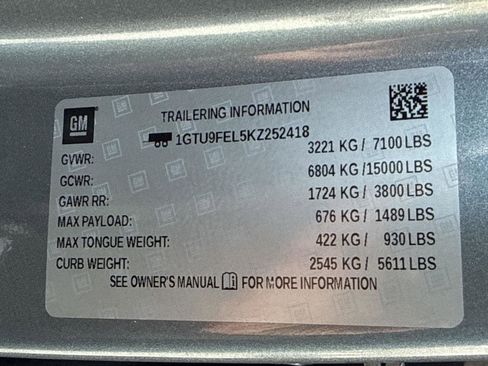 GM
TRAILERING INFORMATION
1GTU9FEL5KZ252418
GVWR: 3221 KG / 7100 LBS
GCWR: 6804 KG /15000 LBS
GAWR RR: 1724 KG / 3800 LBS
MAX PAYLOAD: 676 KG / 1489 LBS
MAX TONGUE WEIGHT: 422 KG / 930 LBS
CURB WEIGHT: 2545 KG / 5611 LBS
SEE OWNER'S MANUAL FOR MORE INFORMATION